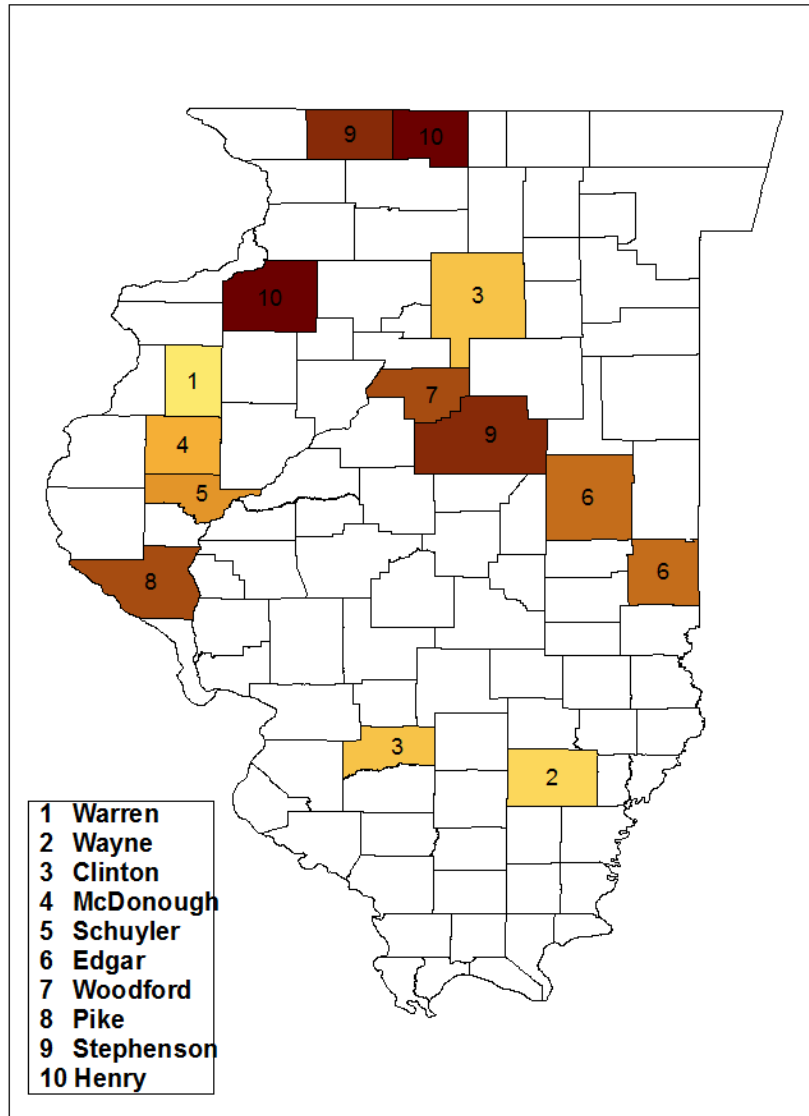 9 10
10 3
1 7
4 9
5 6
8 6
3 2
1 Warren
2 Wayne
3 Clinton
4 McDonough
5 Schuyler
6 Edgar
7 Woodford
8 Pike
9 Stephenson
10 Henry